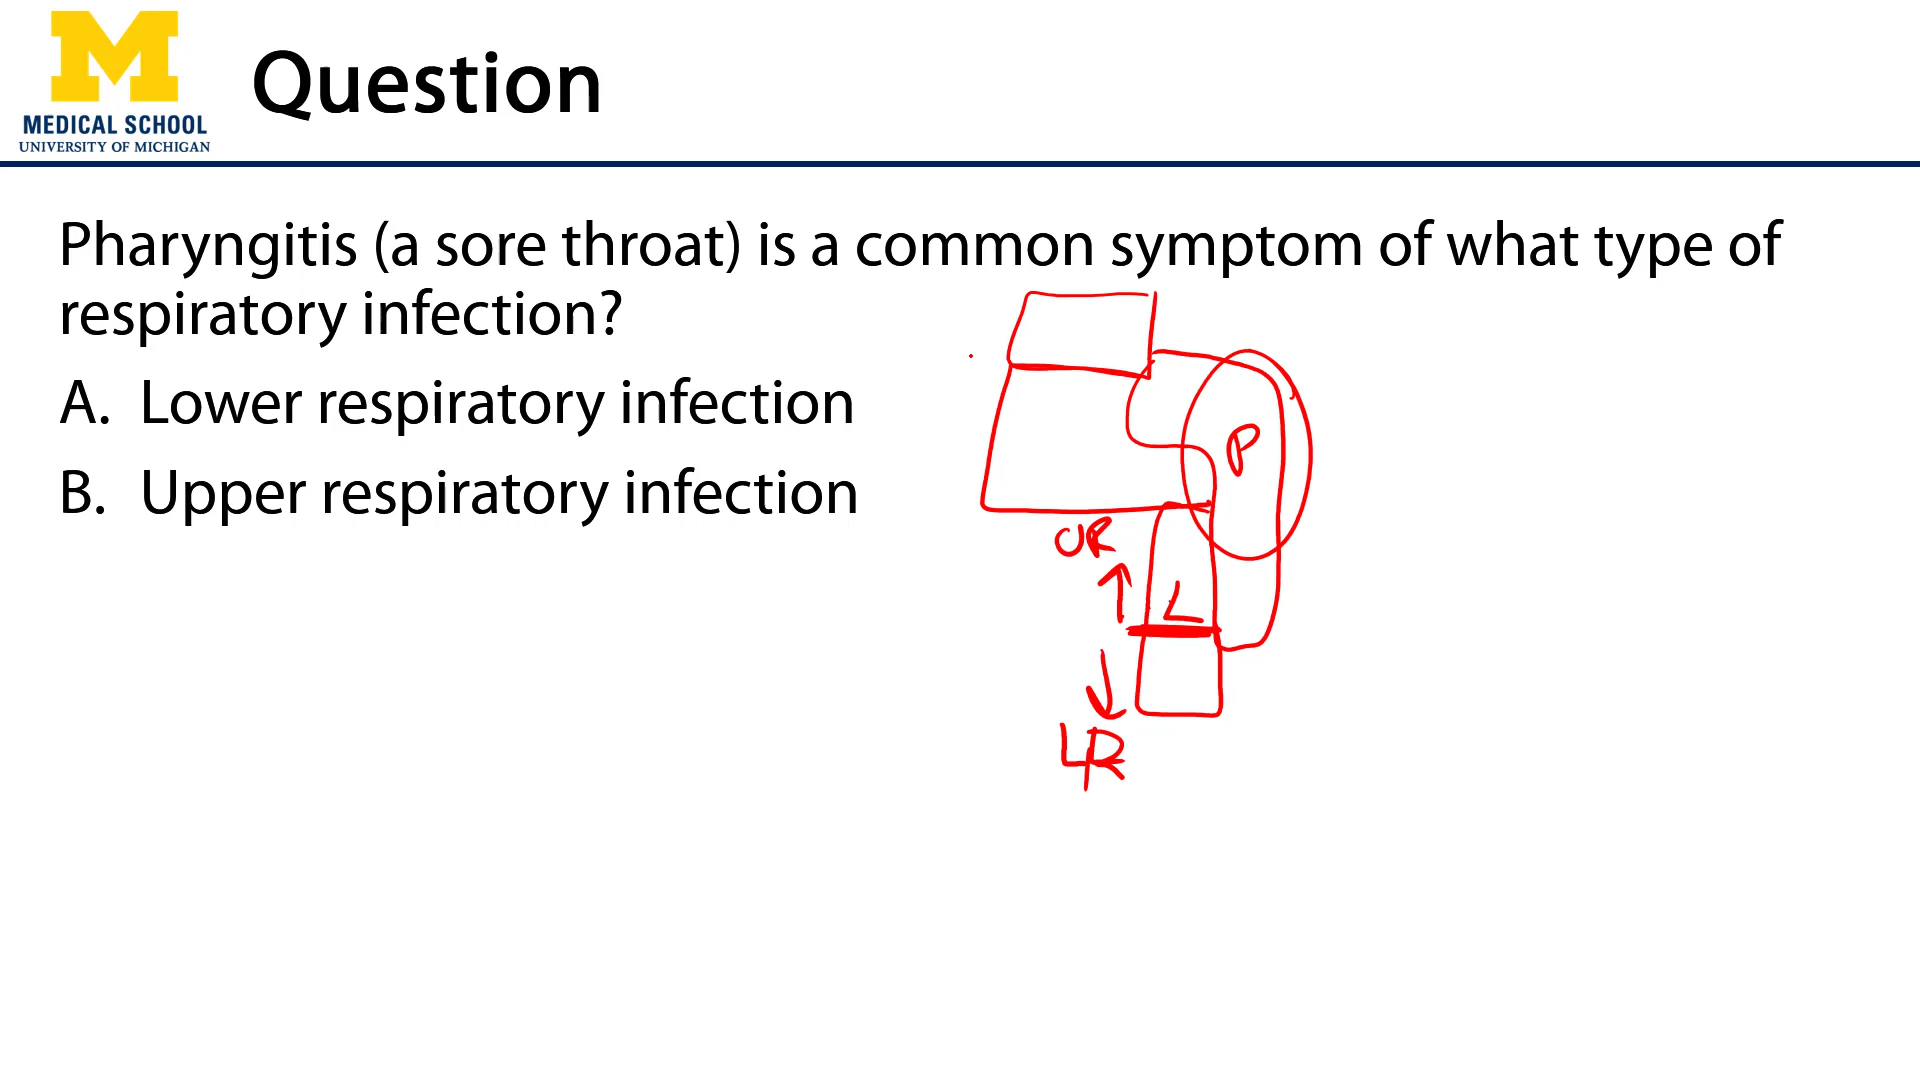 MEDICAL SCHOOL
UNIVERSITY OF MICHIGAN
Question
Pharyngitis (a sore throat) is a common symptom of what type of
respiratory infection?
A. Lower respiratory infection
B. Upper respiratory infection
P
UR
L
LR